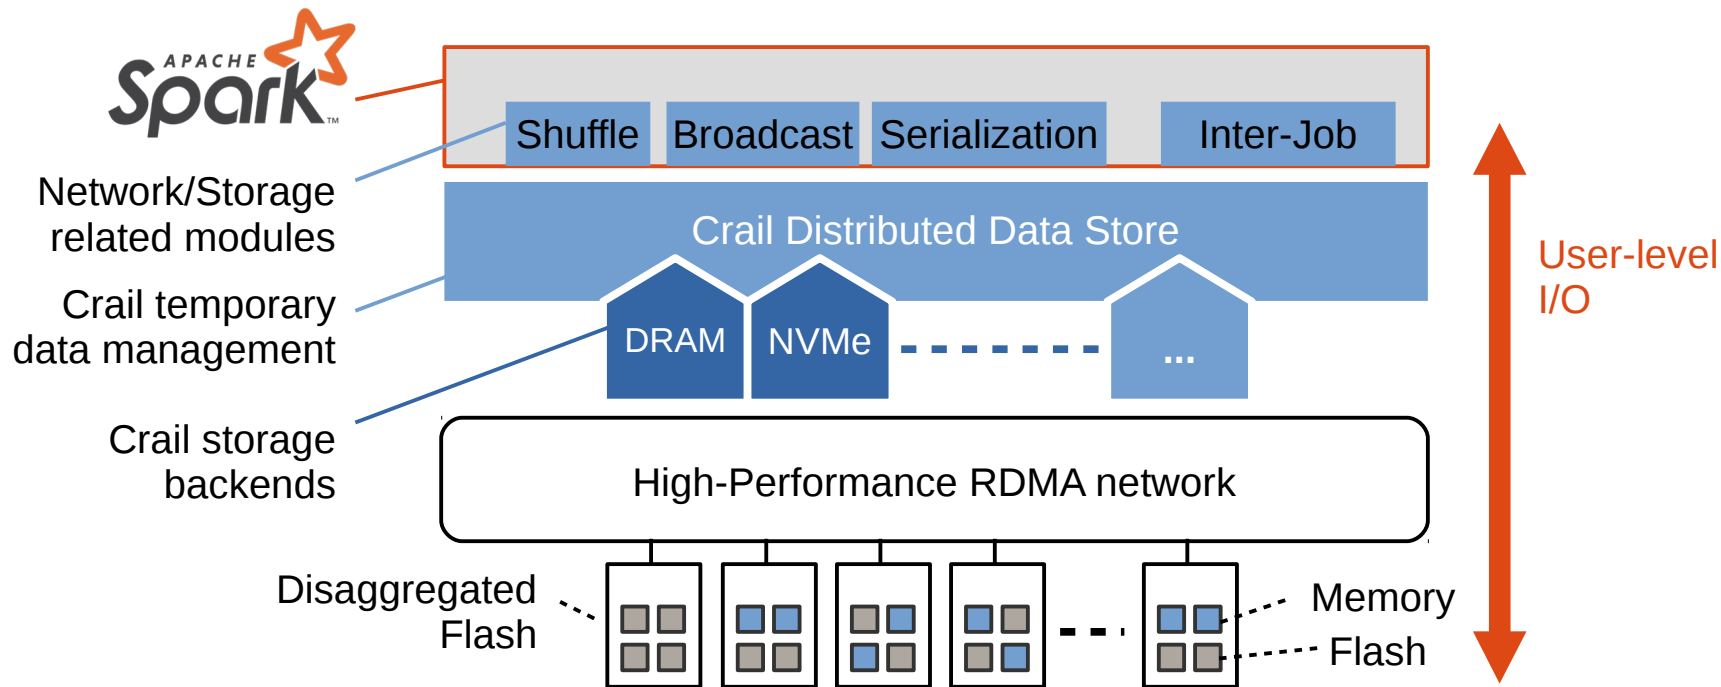 APACHE
Spark™
Shuffle
Broadcast
Serialization
Inter-Job
Network/Storage
related modules
Crail Distributed Data Store
User-level
I/O
Crail temporary
data management
DRAM
NVMe
...
Crail storage
backends
High-Performance RDMA network
Disaggregated
Flash
Memory
Flash